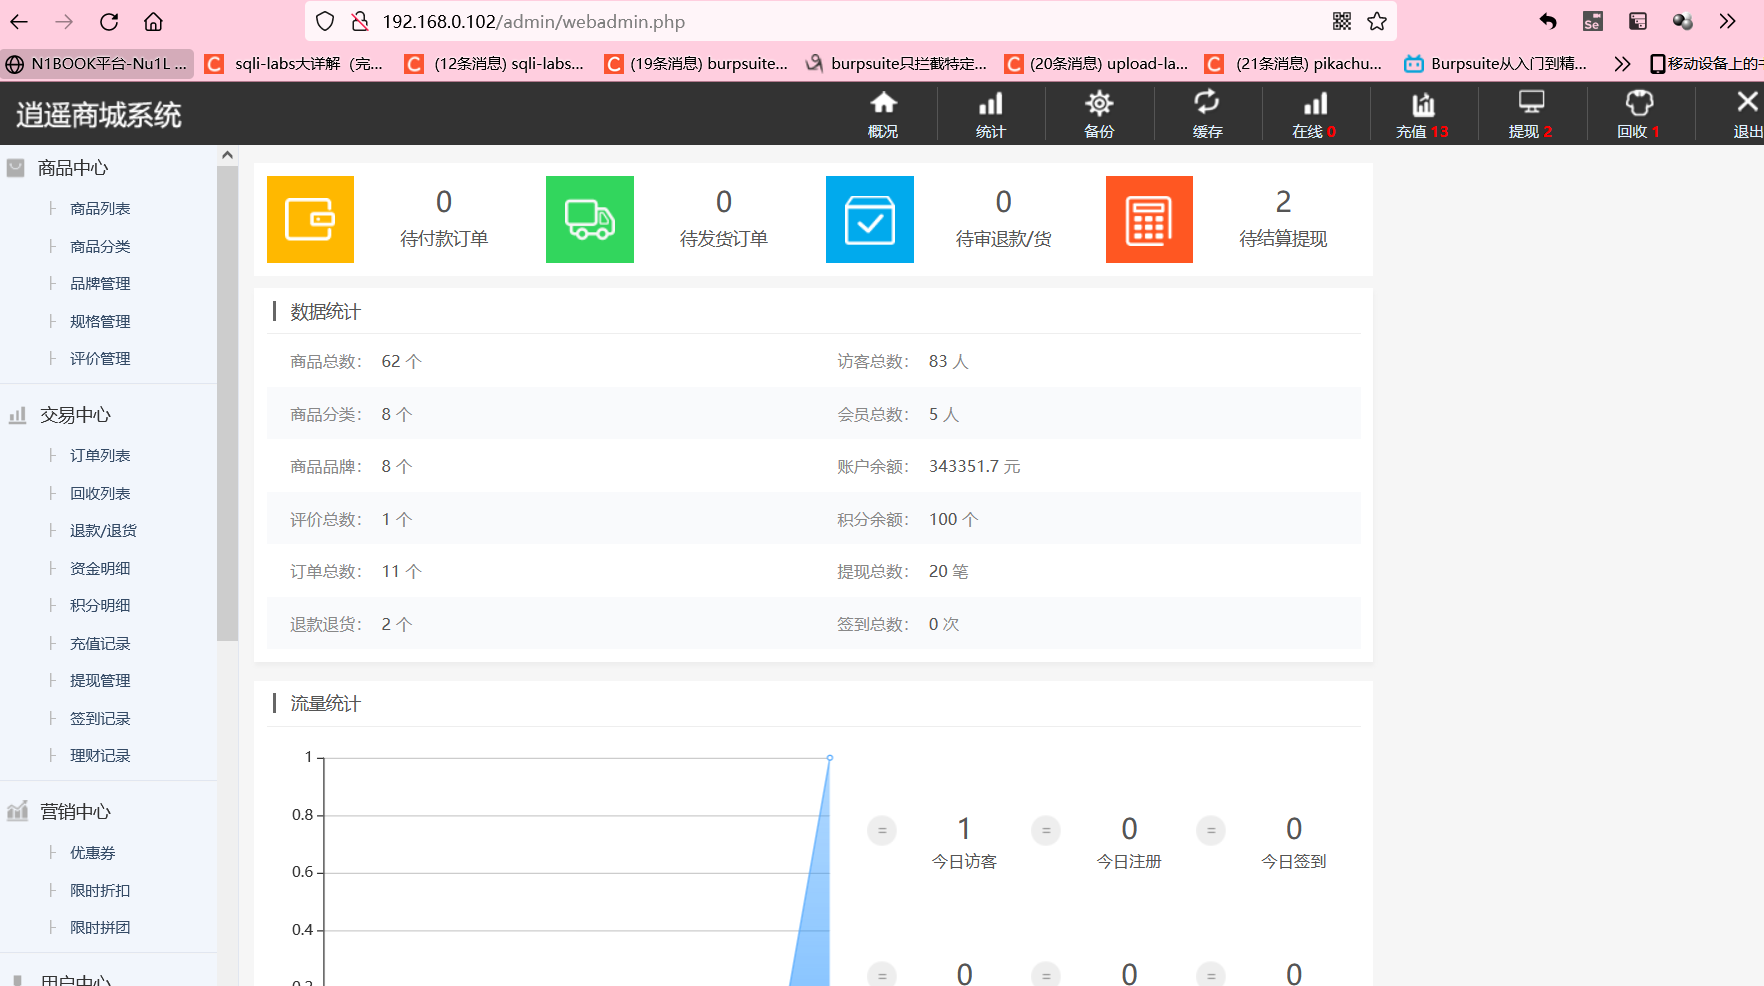 192.168.0.102/admin/webadmin.php
N1BOOK平台-Nu1L ... sqli-labs大详解（完... (12条消息) sqli-labs... (19条消息) burpsuite... burpsuite只拦截特定... (20条消息) upload-la... (21条消息) pikachu... Burpsuite从入门到精... 移动设备上的
逍遥商城系统
概况 统计 备份 缓存 在线 0 充值 13 提现 2 回收 1 退出
商品中心
商品列表
商品分类
品牌管理
规格管理
评价管理
交易中心
订单列表
回收列表
退款/退货
资金明细
积分明细
充值记录
提现管理
签到记录
理财记录
营销中心
优惠券
限时折扣
限时拼团
用户中心
0 待付款订单
0 待发货订单
0 待审退款/货
2 待结算提现
数据统计
商品总数： 62 个 访客总数： 83 人
商品分类： 8 个 会员总数： 5 人
商品品牌： 8 个 账户余额： 343351.7 元
评价总数： 1 个 积分余额： 100 个
订单总数： 11 个 提现总数： 20 笔
退款退货： 2 个 签到总数： 0 次
流量统计
1
0.8
0.6
0.4
0.2
= 1 = 0 = 0
今日访客 今日注册 今日签到
= 0 = 0 = 0